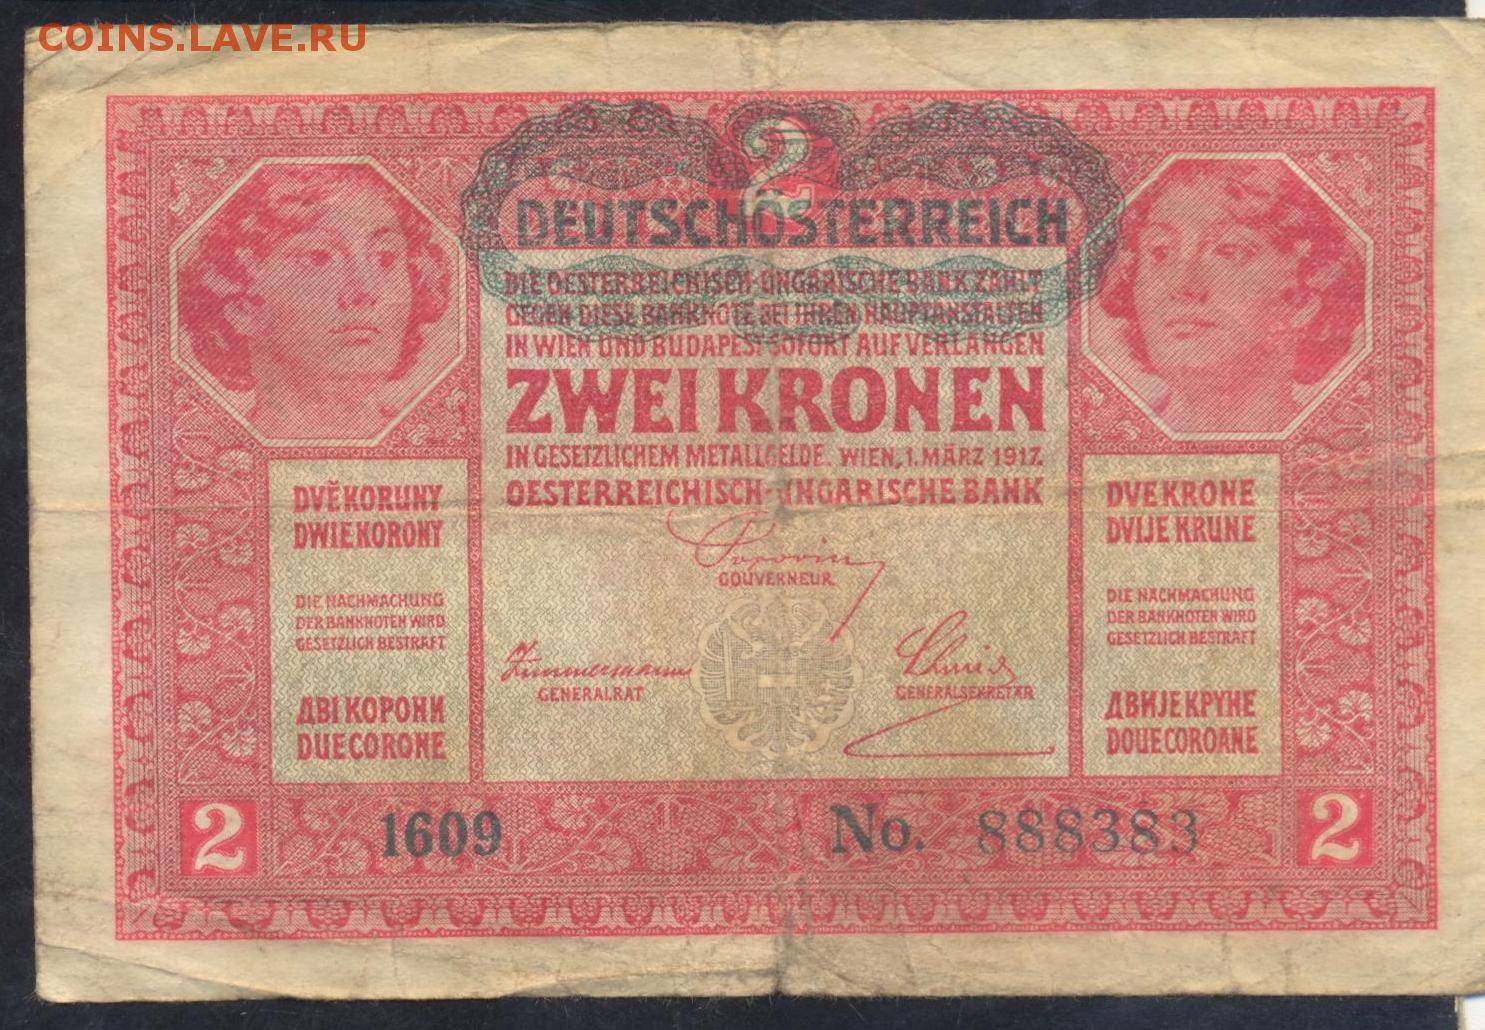 COINS.LAVE.RU
2
DEUTSCHÖSTERREICH
DIE OESTERREICHISCH-UNGARISCHE BANK ZAHLT
GEGEN DIESE BANKNOTE BEI IHREN HAUPTANSTALTEN
IN WIEN UND BUDAPEST SOFORT AUF VERLANGEN
ZWEI KRONEN
IN GESETZLICHEM METALLGELDE. WIEN, 1. MÄRZ 1917.
OESTERREICHISCH-UNGARISCHE BANK
DVĚ KORUNY
DWIE KORONY
DIE NACHMACHUNG
DER BANKNOTEN WIRD
GESETZLICH BESTRAFT
ДВІ КОРОНИ
DUE CORONE
Popovics
GOUVERNEUR
Zimmermann
GENERALRAT
Schmid
GENERALSEKRETÄR
DVE KRONE
DVIJE KRUNE
DIE NACHMACHUNG
DER BANKNOTEN WIRD
GESETZLICH BESTRAFT
ДВИЈЕ КРУНЕ
DOUE COROANE
2 1609 No. 888383 2